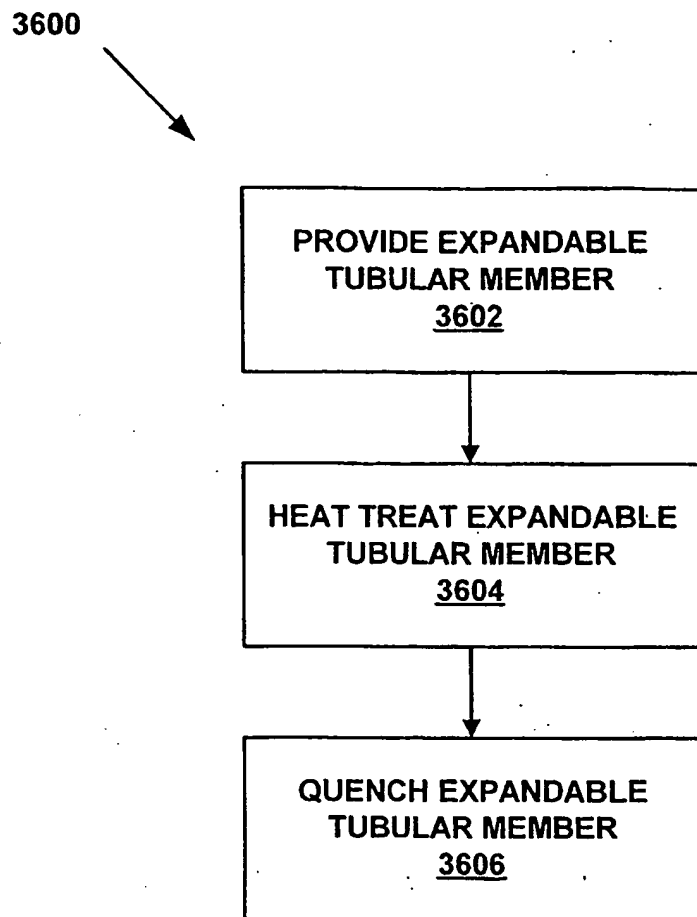 3600
PROVIDE EXPANDABLE
TUBULAR MEMBER
3602
HEAT TREAT EXPANDABLE
TUBULAR MEMBER
3604
QUENCH EXPANDABLE
TUBULAR MEMBER
3606